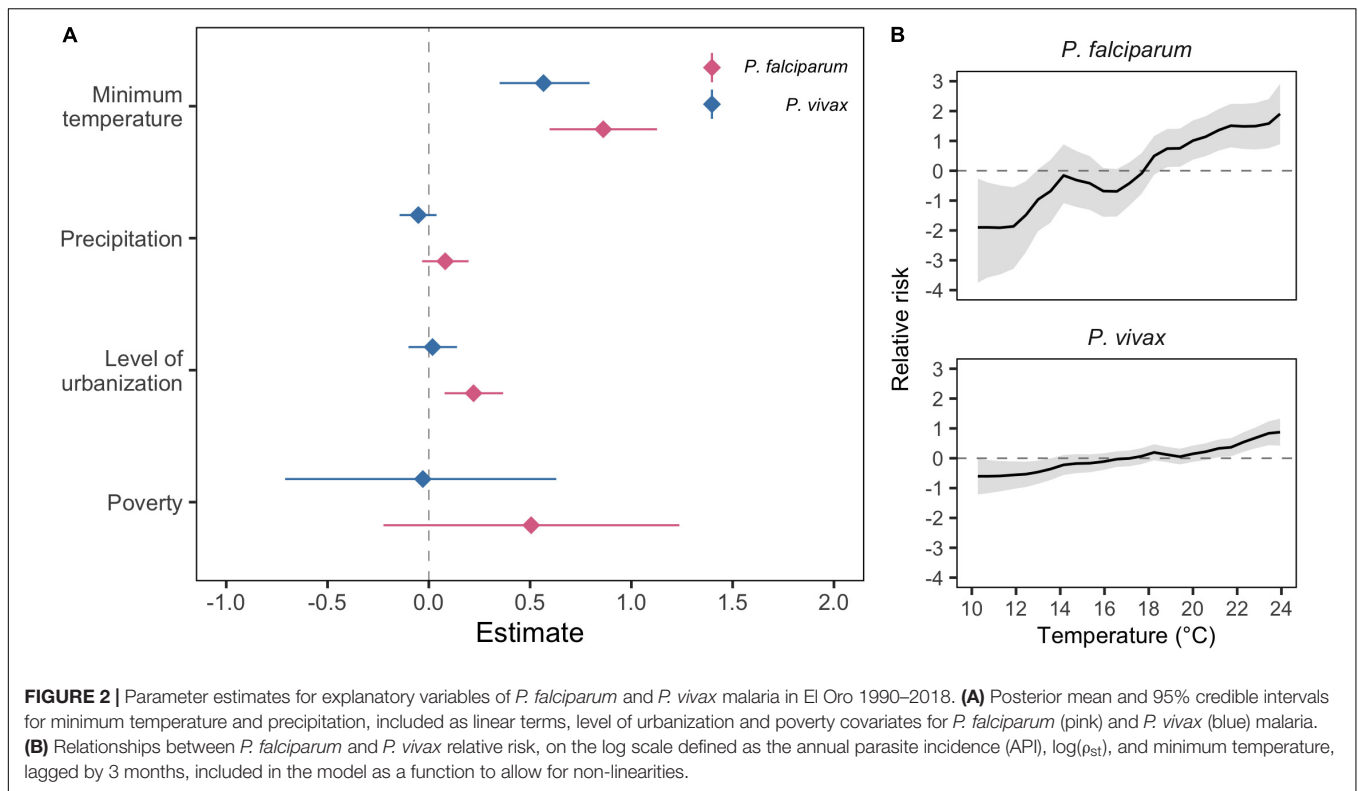 A
P. falciparum
P. vivax
Minimum
temperature
Precipitation
Level of
urbanization
Poverty
-1.0 -0.5 0.0 0.5 1.0 1.5 2.0
Estimate
B
P. falciparum
3
2
1
0
-1
-2
-3
-4
Relative risk
P. vivax
3
2
1
0
-1
-2
-3
-4
10 12 14 16 18 20 22 24
Temperature (°C)
FIGURE 2 | Parameter estimates for explanatory variables of P. falciparum and P. vivax malaria in El Oro 1990–2018. (A) Posterior mean and 95% credible intervals
for minimum temperature and precipitation, included as linear terms, level of urbanization and poverty covariates for P. falciparum (pink) and P. vivax (blue) malaria.
(B) Relationships between P. falciparum and P. vivax relative risk, on the log scale defined as the annual parasite incidence (API), log(ρst), and minimum temperature,
lagged by 3 months, included in the model as a function to allow for non-linearities.